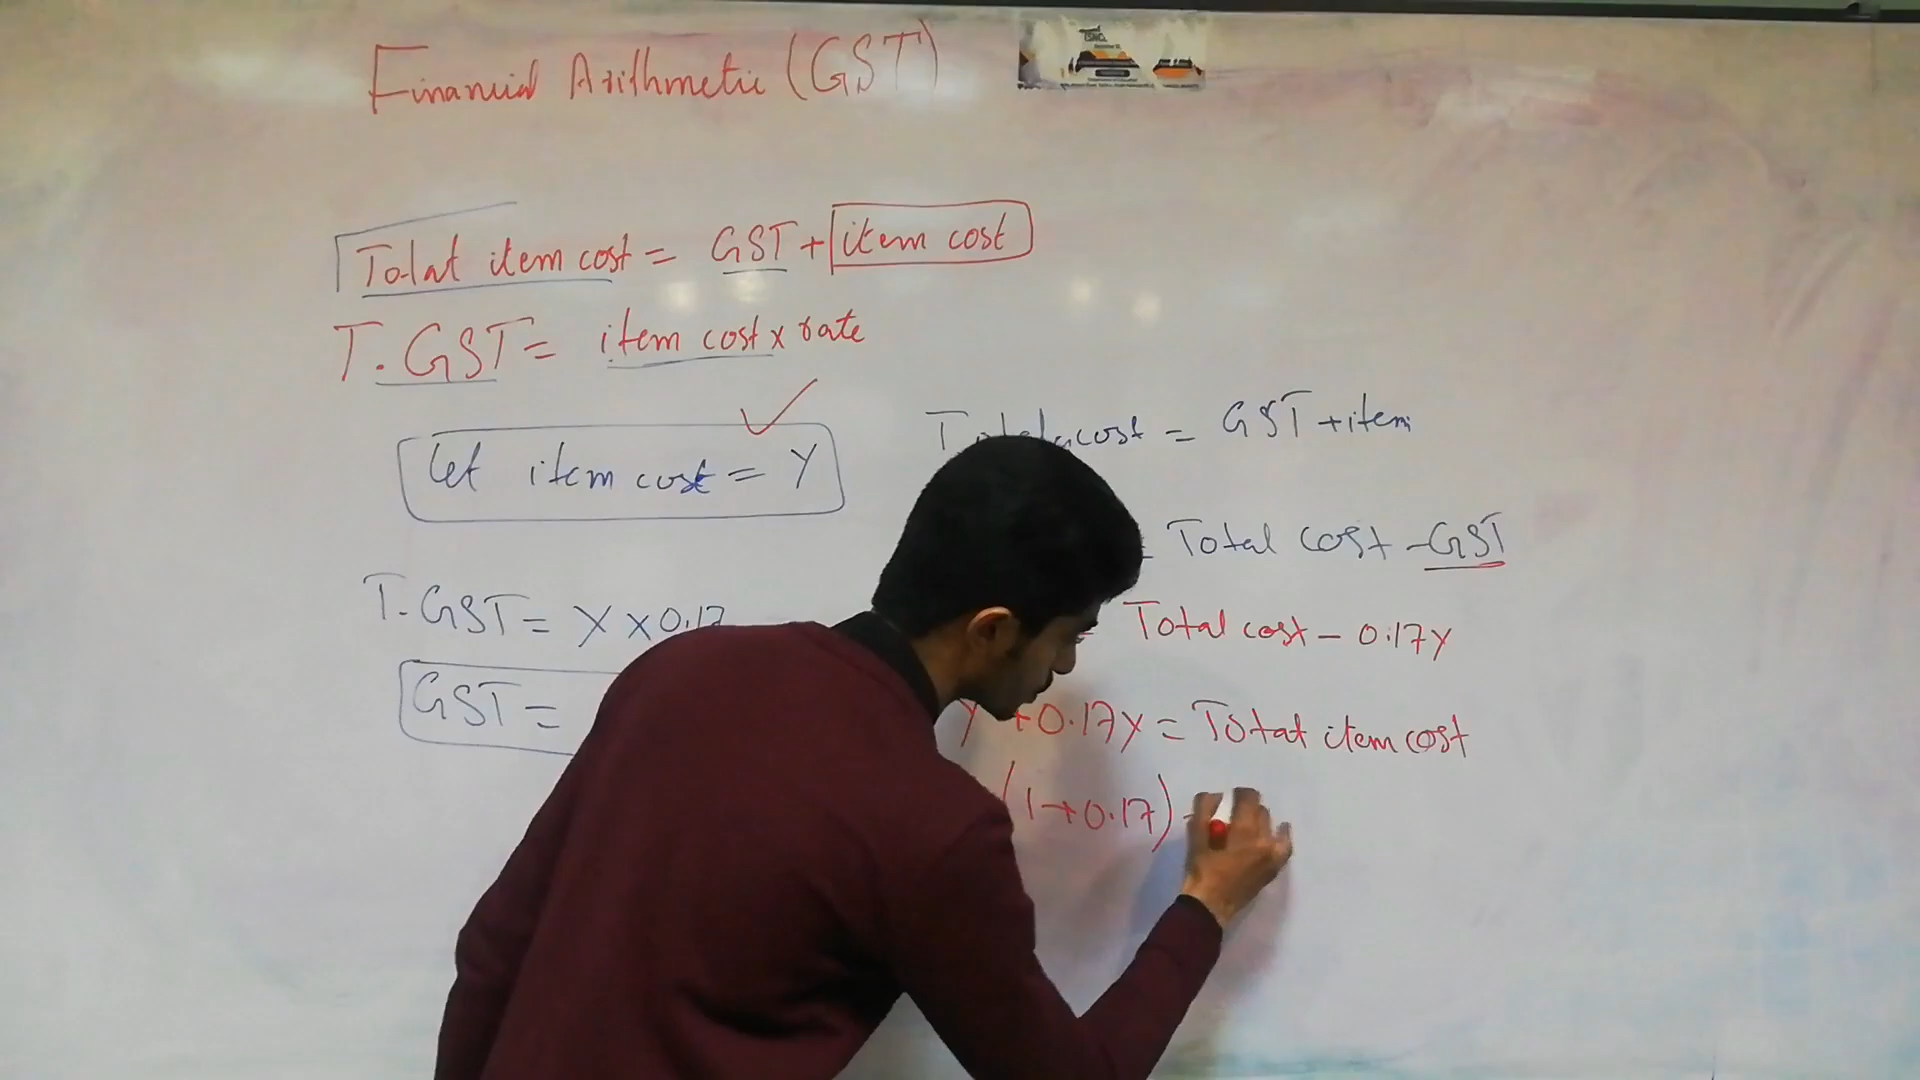 Financial Arithmetic (GST)
Total item cost = GST + item cost
T. GST = item cost x rate
let item cost = Y
T. GST = Y x 0.17
GST =
Total cost = GST + item
Total cost - GST
Total cost - 0.17Y
Y + 0.17Y = Total item cost
(1+0.17)